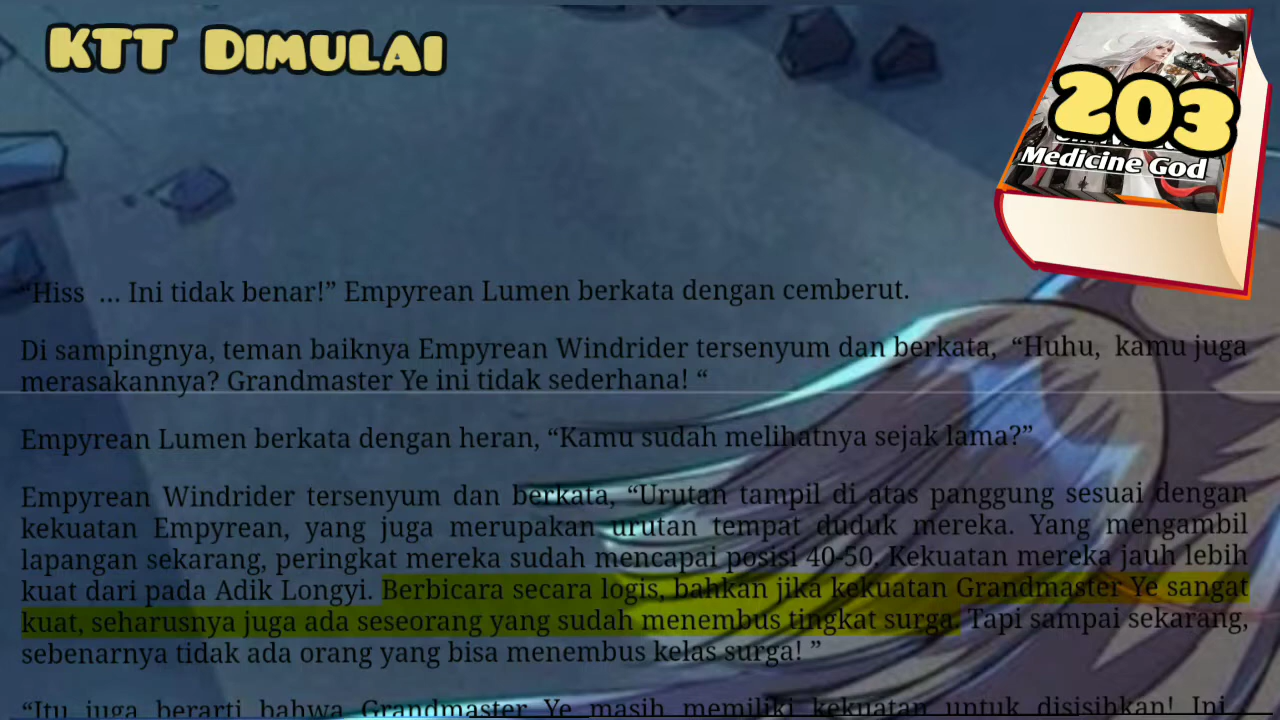 KTT DIMULAI
203
Medicine God
“Hiss ... Ini tidak benar!” Empyrean Lumen berkata dengan cemberut.
Di sampingnya, teman baiknya Empyrean Windrider tersenyum dan berkata, “Huhu, kamu juga
merasakannya? Grandmaster Ye ini tidak sederhana! “
Empyrean Lumen berkata dengan heran, “Kamu sudah melihatnya sejak lama?”
Empyrean Windrider tersenyum dan berkata, “Urutan tampil di atas panggung sesuai dengan
kekuatan Empyrean, yang juga merupakan urutan tempat duduk mereka. Yang mengambil
lapangan sekarang, peringkat mereka sudah mencapai posisi 40-50. Kekuatan mereka jauh lebih
kuat dari pada Adik Longyi. Berbicara secara logis, bahkan jika kekuatan Grandmaster Ye sangat
kuat, seharusnya juga ada seseorang yang sudah menembus tingkat surga. Tapi sampai sekarang,
sebenarnya tidak ada orang yang bisa menembus kelas surga! ”
“Itu juga berarti bahwa Grandmaster Ye masih memiliki kekuatan untuk disisihkan! Ini